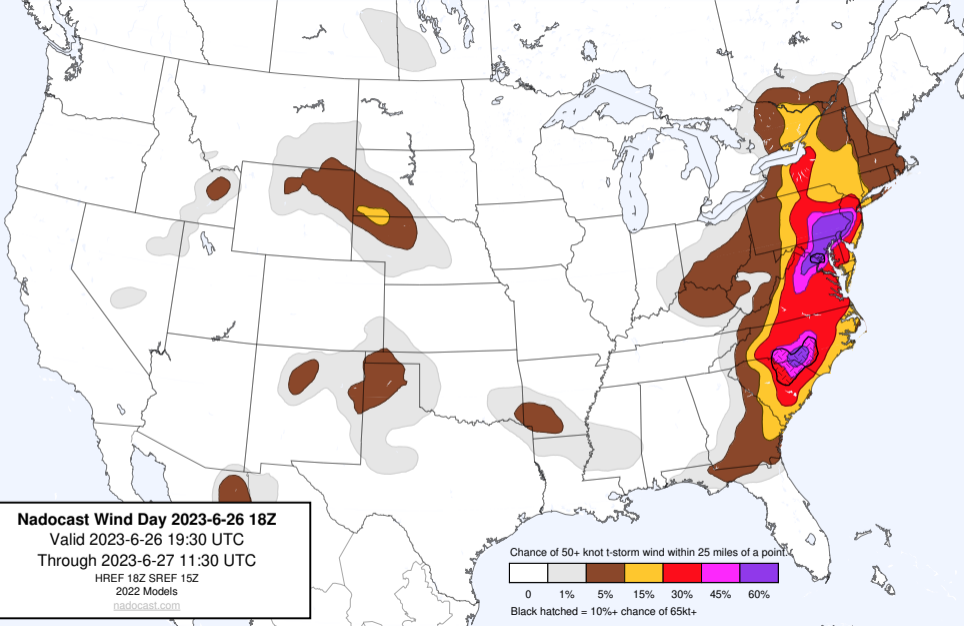 Nadocast Wind Day 2023-6-26 18Z
Valid 2023-6-26 19:30 UTC
Through 2023-6-27 11:30 UTC
HREF 18Z SREF 15Z
2022 Models
nadocast.com
Chance of 50+ knot t-storm wind within 25 miles of a point.
0 1% 5% 15% 30% 45% 60%
Black hatched = 10%+ chance of 65kt+